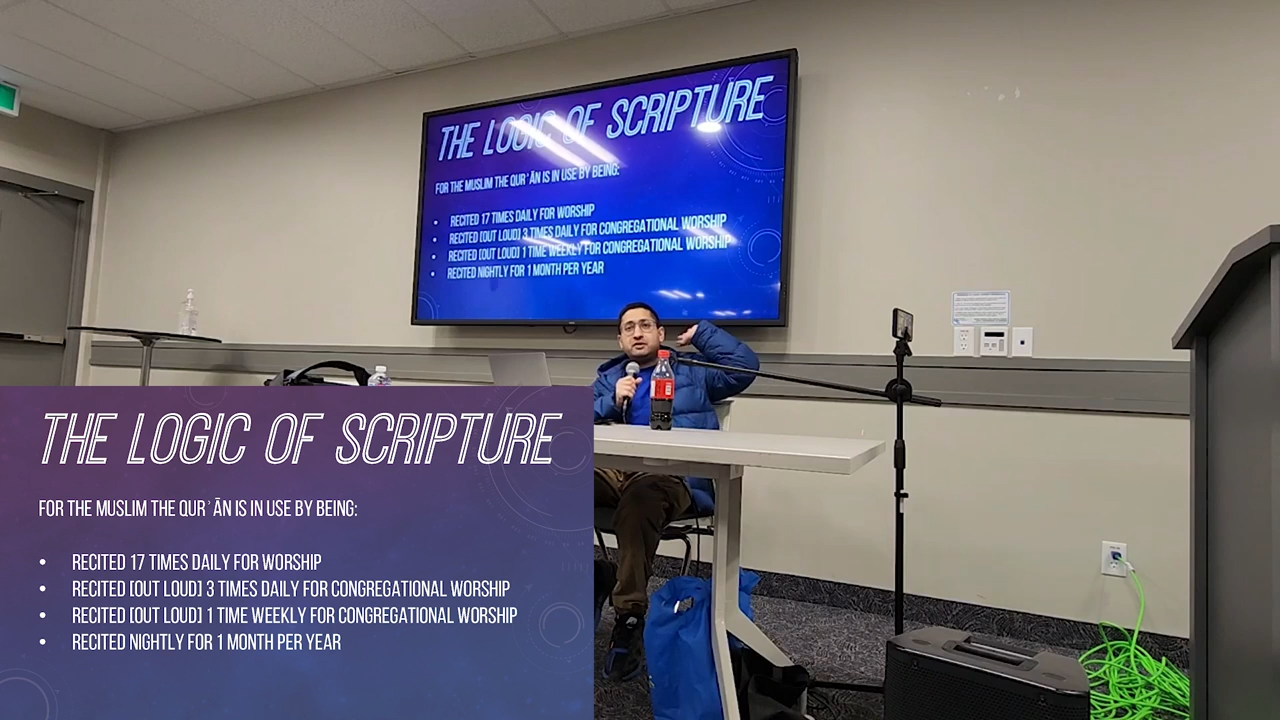 THE LOGIC OF SCRIPTURE
FOR THE MUSLIM THE QURʾĀN IS IN USE BY BEING:
• RECITED 17 TIMES DAILY FOR WORSHIP
• RECITED [OUT LOUD] 3 TIMES DAILY FOR CONGREGATIONAL WORSHIP
• RECITED [OUT LOUD] 1 TIME WEEKLY FOR CONGREGATIONAL WORSHIP
• RECITED NIGHTLY FOR 1 MONTH PER YEAR
THE LOGIC OF SCRIPTURE
FOR THE MUSLIM THE QURʾĀN IS IN USE BY BEING:
• RECITED 17 TIMES DAILY FOR WORSHIP
• RECITED [OUT LOUD] 3 TIMES DAILY FOR CONGREGATIONAL WORSHIP
• RECITED [OUT LOUD] 1 TIME WEEKLY FOR CONGREGATIONAL WORSHIP
• RECITED NIGHTLY FOR 1 MONTH PER YEAR